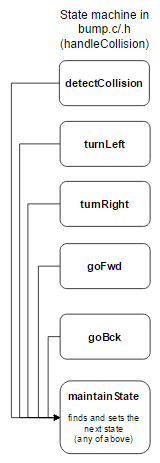 State machine in
bump.c/.h
(handleCollision)
detectCollision
turnLeft
turnRight
goFwd
goBck
maintainState
finds and sets the
next state
(any of above)